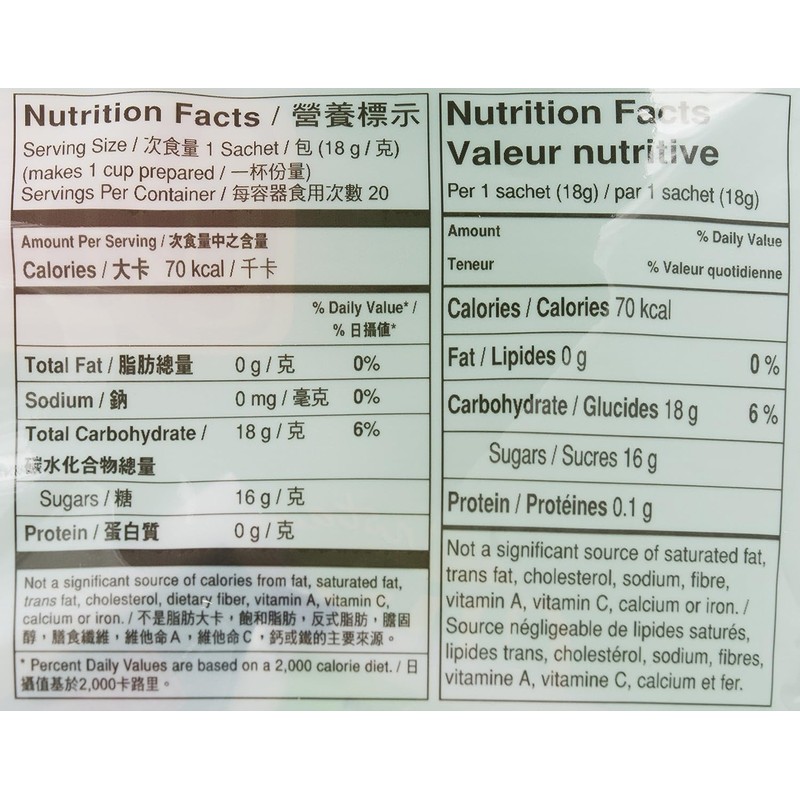 Nutrition Facts / 營養標示
Serving Size / 次食量 1 Sachet / 包 (18 g / 克)
(makes 1 cup prepared / 一杯份量)
Servings Per Container / 每容器食用次數 20
Amount Per Serving / 次食量中之含量
Calories / 大卡 70 kcal / 千卡
% Daily Value* /
% 日攝值*
Total Fat / 脂肪總量 0 g / 克 0%
Sodium / 鈉 0 mg / 毫克 0%
Total Carbohydrate / 18 g / 克 6%
碳水化合物總量
Sugars / 糖 16 g / 克
Protein / 蛋白質 0 g / 克
Not a significant source of calories from fat, saturated fat,
trans fat, cholesterol, dietary fiber, vitamin A, vitamin C,
calcium or iron. / 不是脂肪大卡，飽和脂肪，反式脂肪，膽固
醇，膳食纖維，維他命A，維他命C，鈣或鐵的主要來源。
* Percent Daily Values are based on a 2,000 calorie diet. / 日
攝值基於2,000卡路里。
Nutrition Facts
Valeur nutritive
Per 1 sachet (18g) / par 1 sachet (18g)
Amount % Daily Value
Teneur % Valeur quotidienne
Calories / Calories 70 kcal
Fat / Lipides 0 g 0 %
Carbohydrate / Glucides 18 g 6 %
Sugars / Sucres 16 g
Protein / Protéines 0.1 g
Not a significant source of saturated fat,
trans fat, cholesterol, sodium, fibre,
vitamin A, vitamin C, calcium or iron. /
Source négligeable de lipides saturés,
lipides trans, cholestérol, sodium, fibres,
vitamine A, vitamine C, calcium et fer.